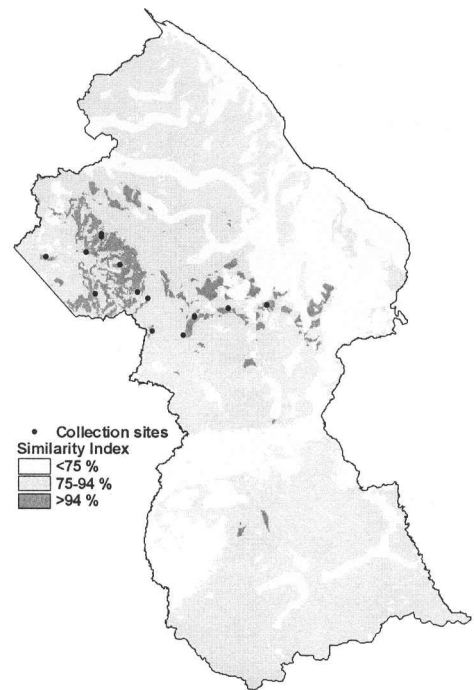 Collection sites
Similarity Index
<75 %
75-94 %
>94 %